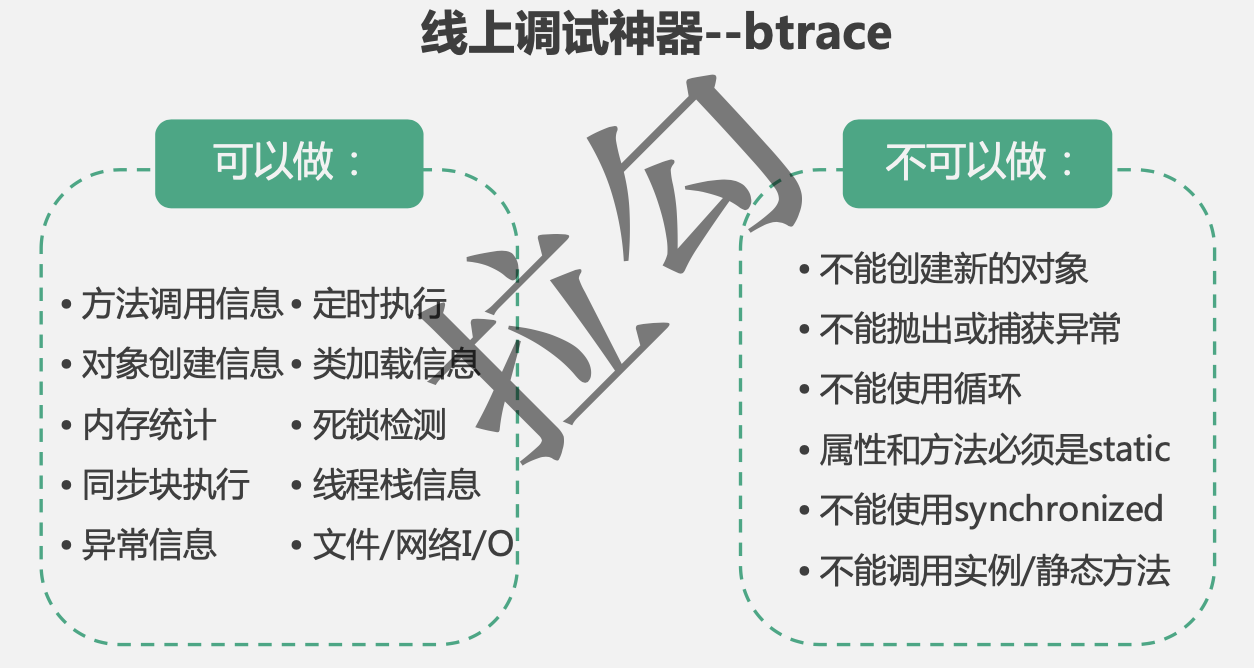 线上调试神器--btrace
可以做：
• 方法调用信息
• 对象创建信息
• 内存统计
• 同步块执行
• 异常信息
• 定时执行
• 类加载信息
• 死锁检测
• 线程栈信息
• 文件/网络I/O
不可以做：
• 不能创建新的对象
• 不能抛出或捕获异常
• 不能使用循环
• 属性和方法必须是static
• 不能使用synchronized
• 不能调用实例/静态方法
拉勾